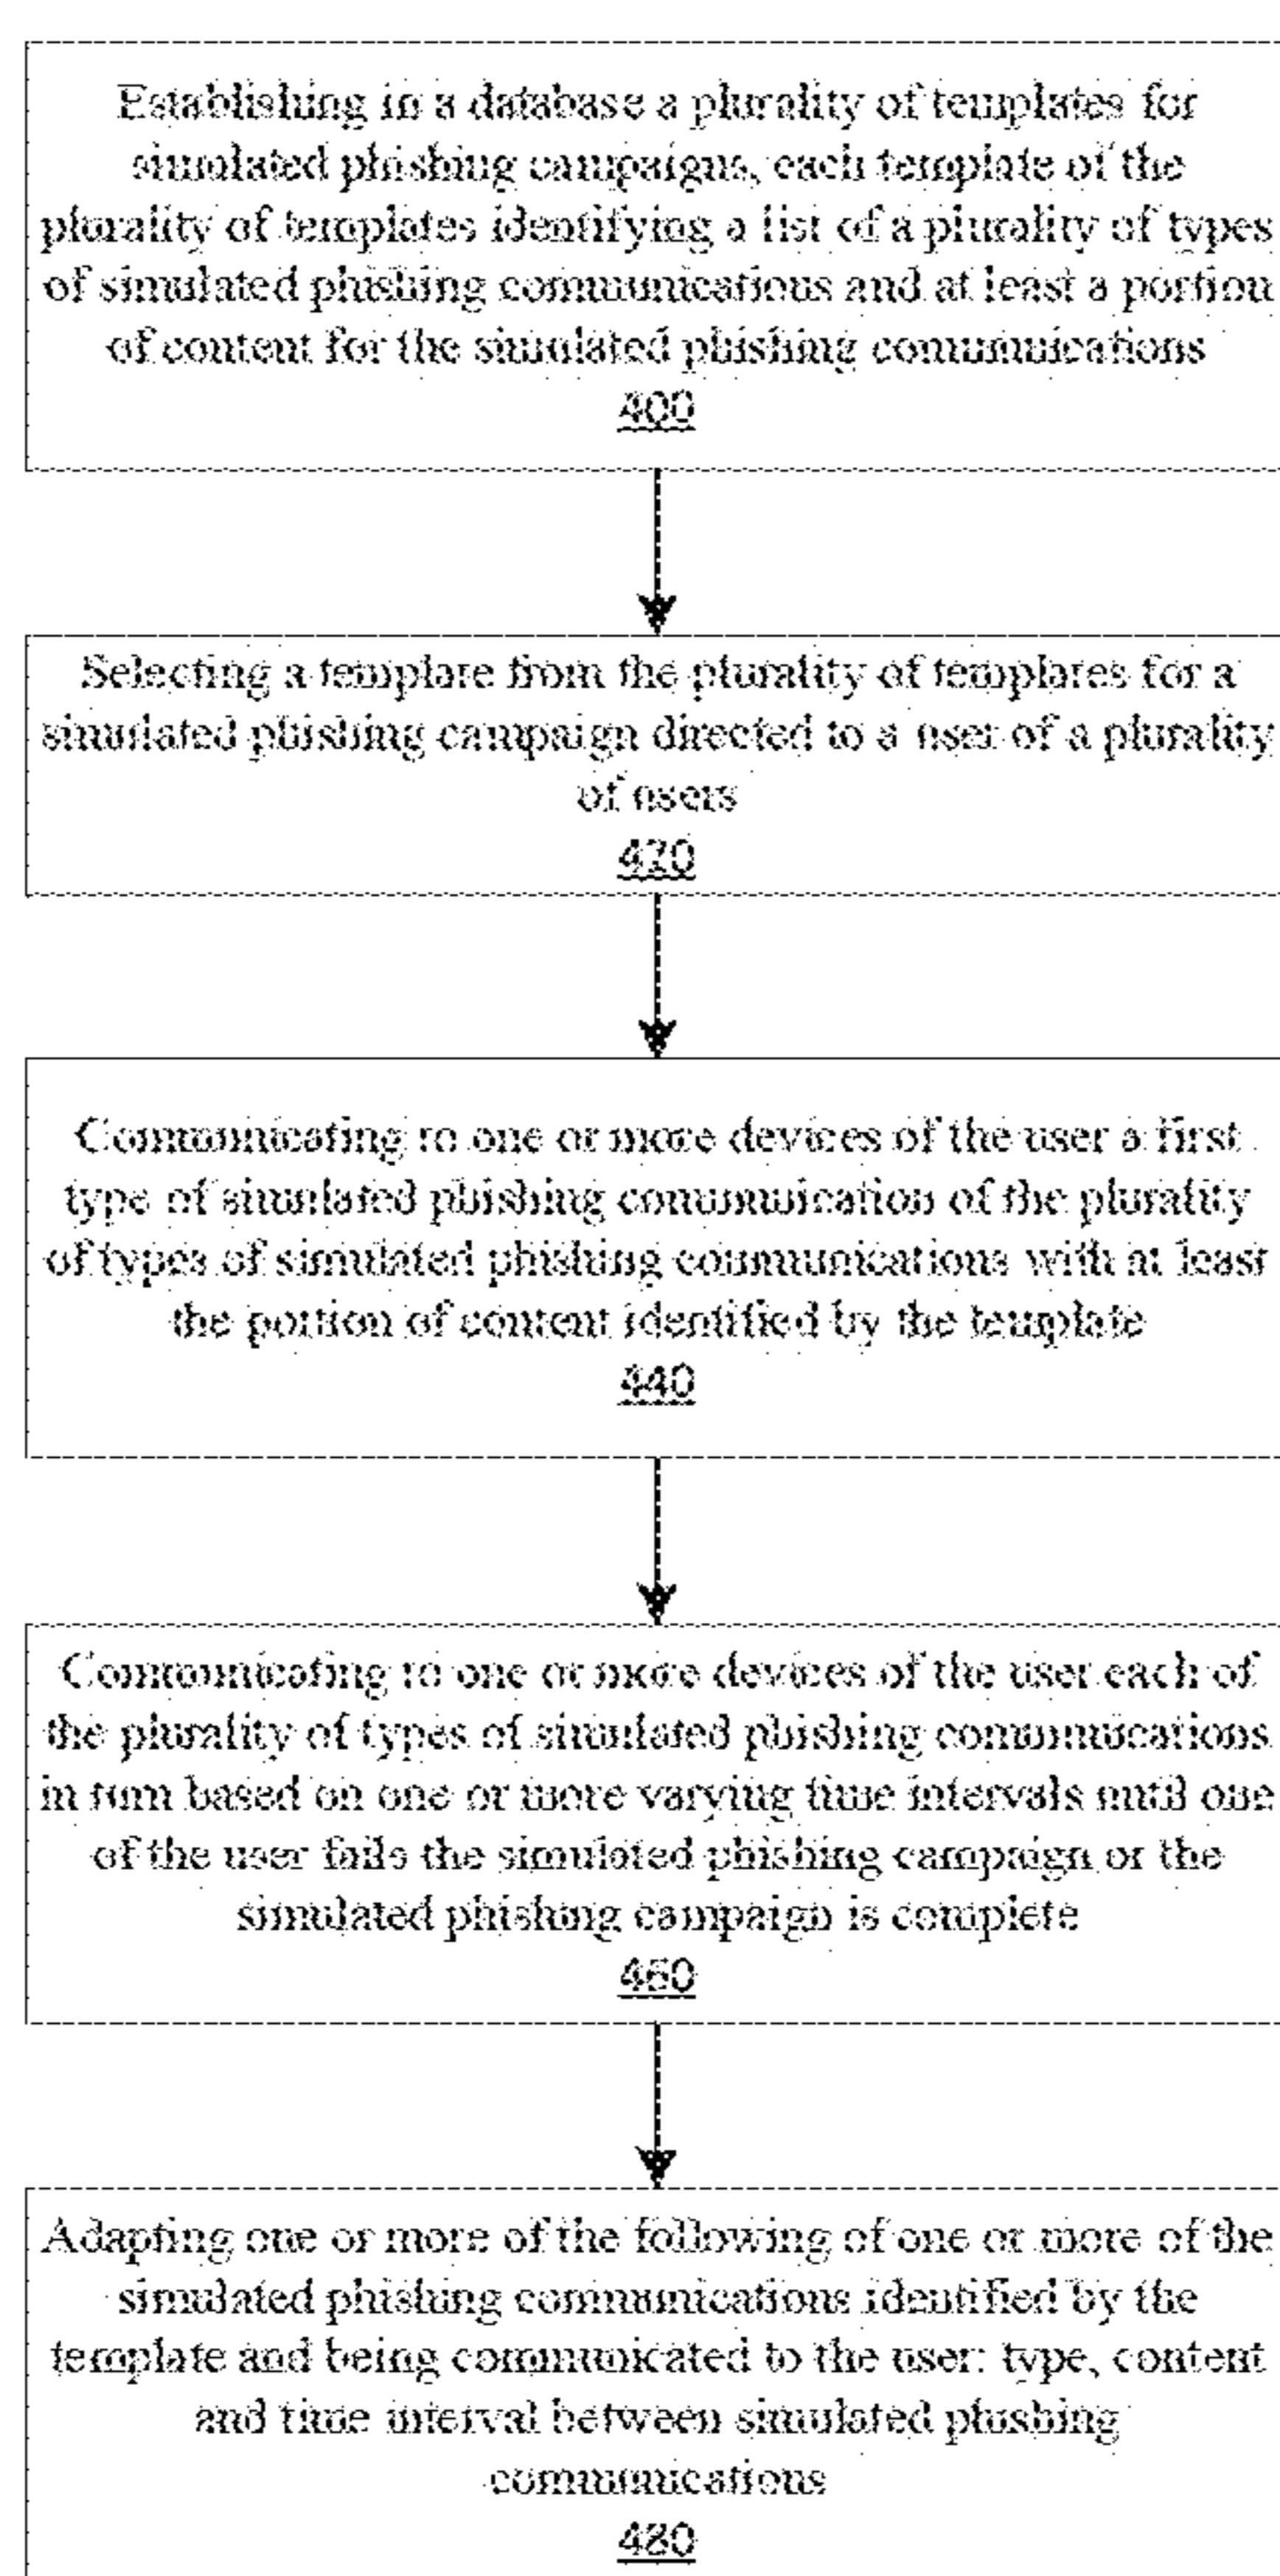 Establishing in a database a plurality of templates for
simulated phishing campaigns, each template of the
plurality of templates identifying a list of a plurality of types
of simulated phishing communications and at least a portion
of content for the simulated phishing communications
400
Selecting a template from the plurality of templates for a
simulated phishing campaign directed to a user of a plurality
of users
420
Communicating to one or more devices of the user a first
type of simulated phishing communication of the plurality
of types of simulated phishing communications with at least
the portion of content identified by the template
440
Communicating to one or more devices of the user each of
the plurality of types of simulated phishing communications
in turn based on one or more varying time intervals until one
of the user fails the simulated phishing campaign or the
simulated phishing campaign is complete
460
Adapting one or more of the following of one or more of the
simulated phishing communications identified by the
template and being communicated to the user: type, content
and time interval between simulated phishing
communications
480